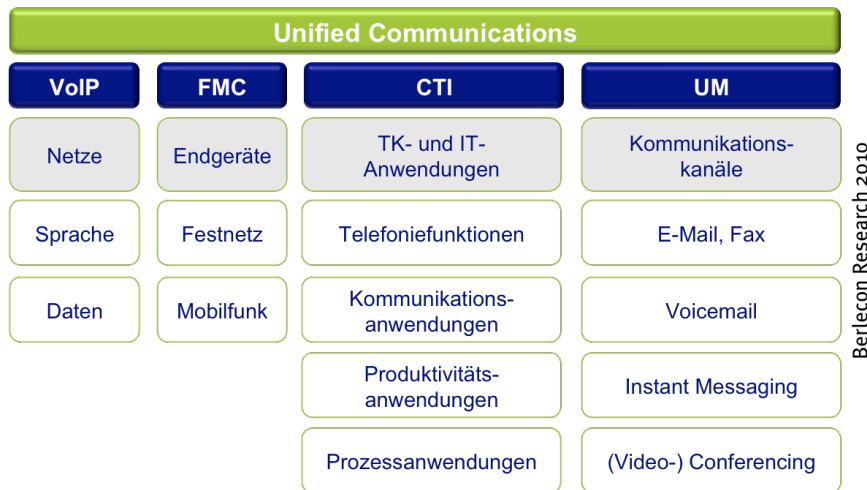 Unified Communications
VoIP
FMC
CTI
UM
Netze
Endgeräte
TK- und IT-
Anwendungen
Kommunikations-
kanäle
Sprache
Festnetz
Telefoniefunktionen
E-Mail, Fax
Daten
Mobilfunk
Kommunikations-
anwendungen
Voicemail
Produktivitäts-
anwendungen
Instant Messaging
Prozessanwendungen
(Video-) Conferencing
Berlecon Research 2010